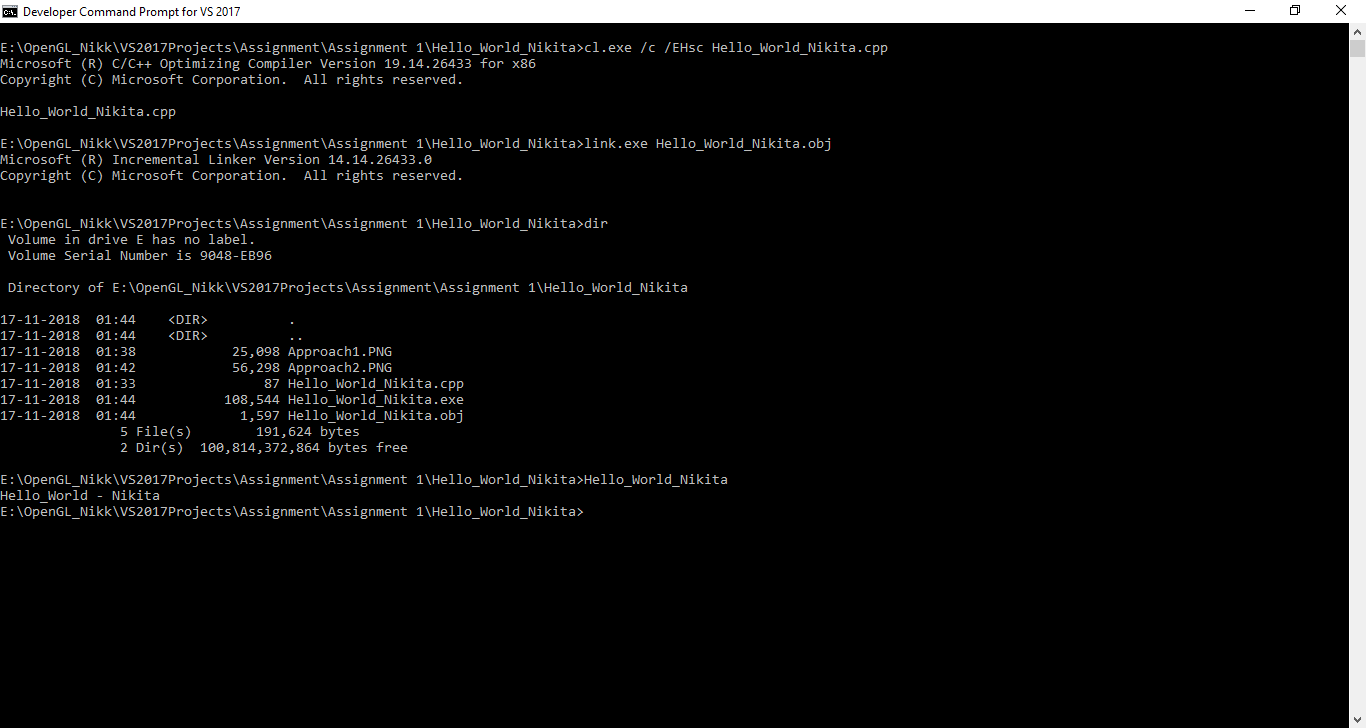 Developer Command Prompt for VS 2017
E:\OpenGL_Nikk\VS2017Projects\Assignment\Assignment 1\Hello_World_Nikita>cl.exe /c /EHsc Hello_World_Nikita.cpp
Microsoft (R) C/C++ Optimizing Compiler Version 19.14.26433 for x86
Copyright (C) Microsoft Corporation.  All rights reserved.
Hello_World_Nikita.cpp
E:\OpenGL_Nikk\VS2017Projects\Assignment\Assignment 1\Hello_World_Nikita>link.exe Hello_World_Nikita.obj
Microsoft (R) Incremental Linker Version 14.14.26433.0
Copyright (C) Microsoft Corporation.  All rights reserved.
E:\OpenGL_Nikk\VS2017Projects\Assignment\Assignment 1\Hello_World_Nikita>dir
 Volume in drive E has no label.
 Volume Serial Number is 9048-EB96
 Directory of E:\OpenGL_Nikk\VS2017Projects\Assignment\Assignment 1\Hello_World_Nikita
17-11-2018  01:44    <DIR>          .
17-11-2018  01:44    <DIR>          ..
17-11-2018  01:38            25,098 Approach1.PNG
17-11-2018  01:42            56,298 Approach2.PNG
17-11-2018  01:33                87 Hello_World_Nikita.cpp
17-11-2018  01:44           108,544 Hello_World_Nikita.exe
17-11-2018  01:44             1,597 Hello_World_Nikita.obj
               5 File(s)        191,624 bytes
               2 Dir(s)  100,814,372,864 bytes free
E:\OpenGL_Nikk\VS2017Projects\Assignment\Assignment 1\Hello_World_Nikita>Hello_World_Nikita
Hello_World - Nikita
E:\OpenGL_Nikk\VS2017Projects\Assignment\Assignment 1\Hello_World_Nikita>